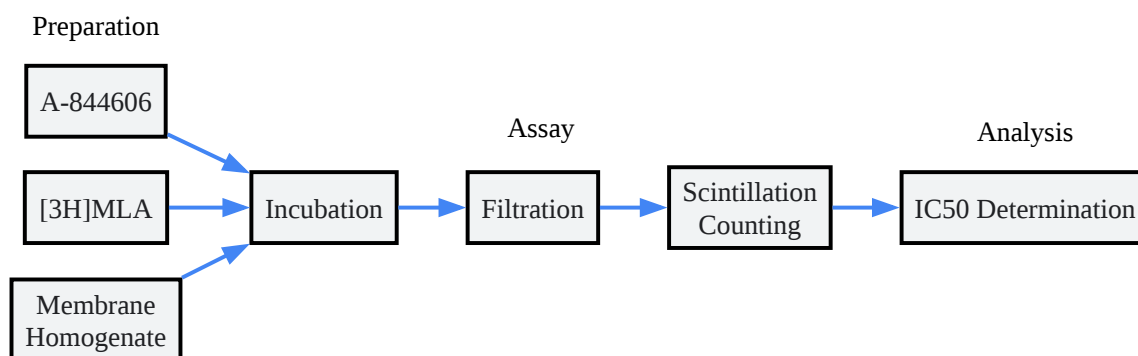 Preparation
A-844606
[3H]MLA
Membrane
Homogenate
Incubation
Assay
Filtration
Scintillation
Counting
Analysis
IC50 Determination